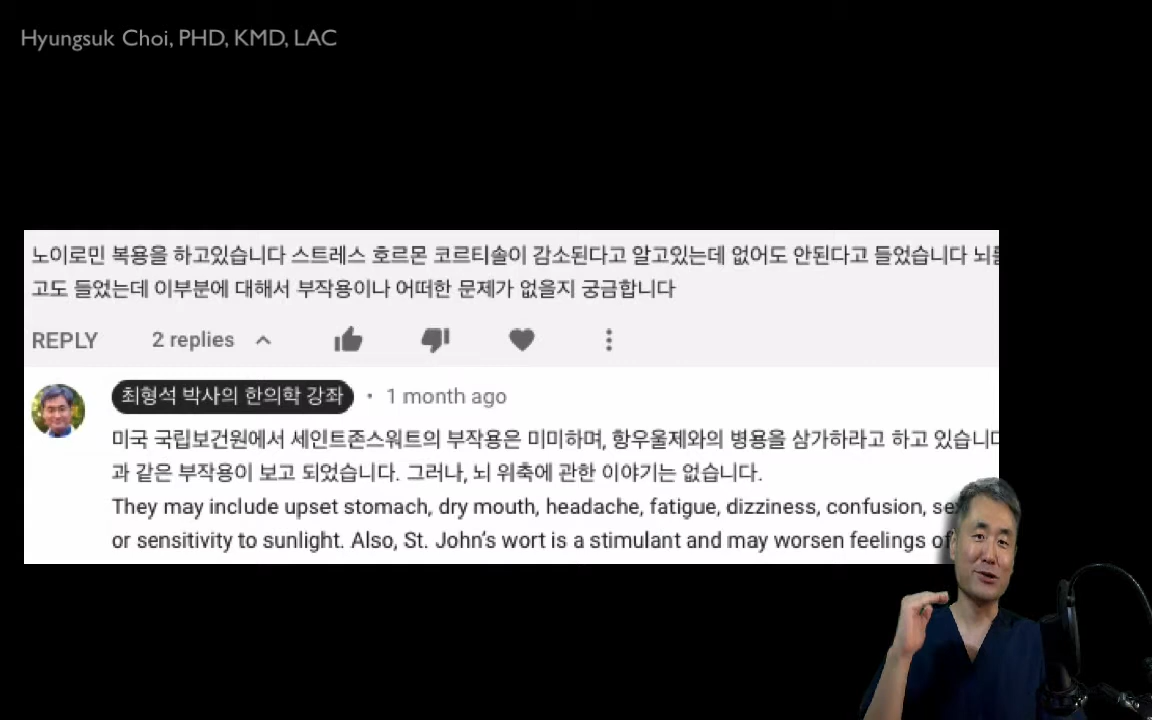 Hyungsuk Choi, PHD, KMD, LAC
노이로민 복용을 하고있습니다 스트레스 호르몬 코르티솔이 감소된다고 알고있는데 없어도 안된다고 들었습니다
고도 들었는데 이부분에 대해서 부작용이나 어떠한 문제가 없을지 궁금합니다
REPLY 2 replies
최형석 박사의 한의학 강좌 • 1 month ago
미국 국립보건원에서 세인트존스워트의 부작용은 미미하며, 항우울제와의 병용을 삼가하라고 하고
과 같은 부작용이 보고 되었습니다. 그러나, 뇌 위축에 관한 이야기는 없습니다.
They may include upset stomach, dry mouth, headache, fatigue, dizziness, confusion,
or sensitivity to sunlight. Also, St. John's wort is a stimulant and may worsen feelings of